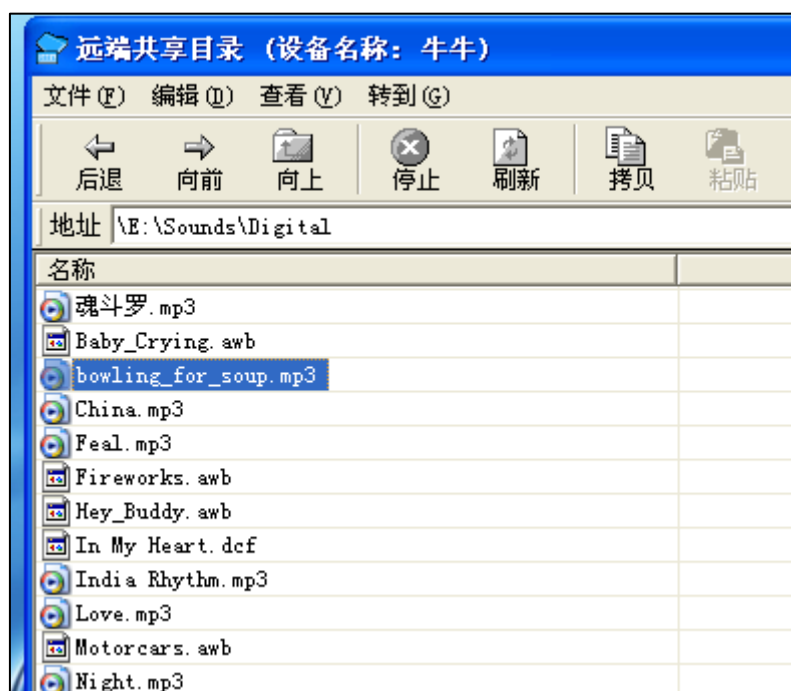 远端共享目录 (设备名称: 牛牛)
文件(F) 编辑(D) 查看(V) 转到(G)
后退 向前 向上 停止 刷新 拷贝 粘贴
地址 \E:\Sounds\Digital
名称
魂斗罗.mp3
Baby_Crying.awb
bowling_for_soup.mp3
China.mp3
Feal.mp3
Fireworks.awb
Hey_Buddy.awb
In My Heart.dcf
India Rhythm.mp3
Love.mp3
Motorcars.awb
Night.mp3